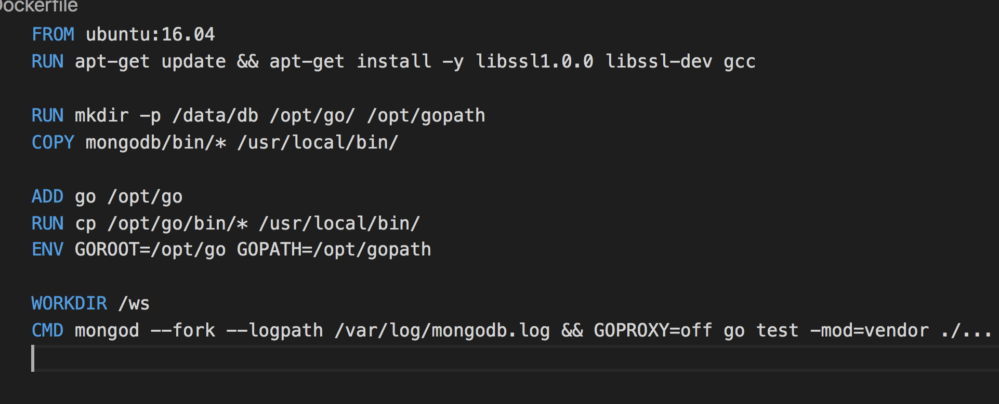 Dockerfile
FROM ubuntu:16.04
RUN apt-get update && apt-get install -y libssl1.0.0 libssl-dev gcc
RUN mkdir -p /data/db /opt/go/ /opt/gopath
COPY mongodb/bin/* /usr/local/bin/
ADD go /opt/go
RUN cp /opt/go/bin/* /usr/local/bin/
ENV GOROOT=/opt/go GOPATH=/opt/gopath
WORKDIR /ws
CMD mongod --fork --logpath /var/log/mongodb.log && GOPROXY=off go test -mod=vendor ./...